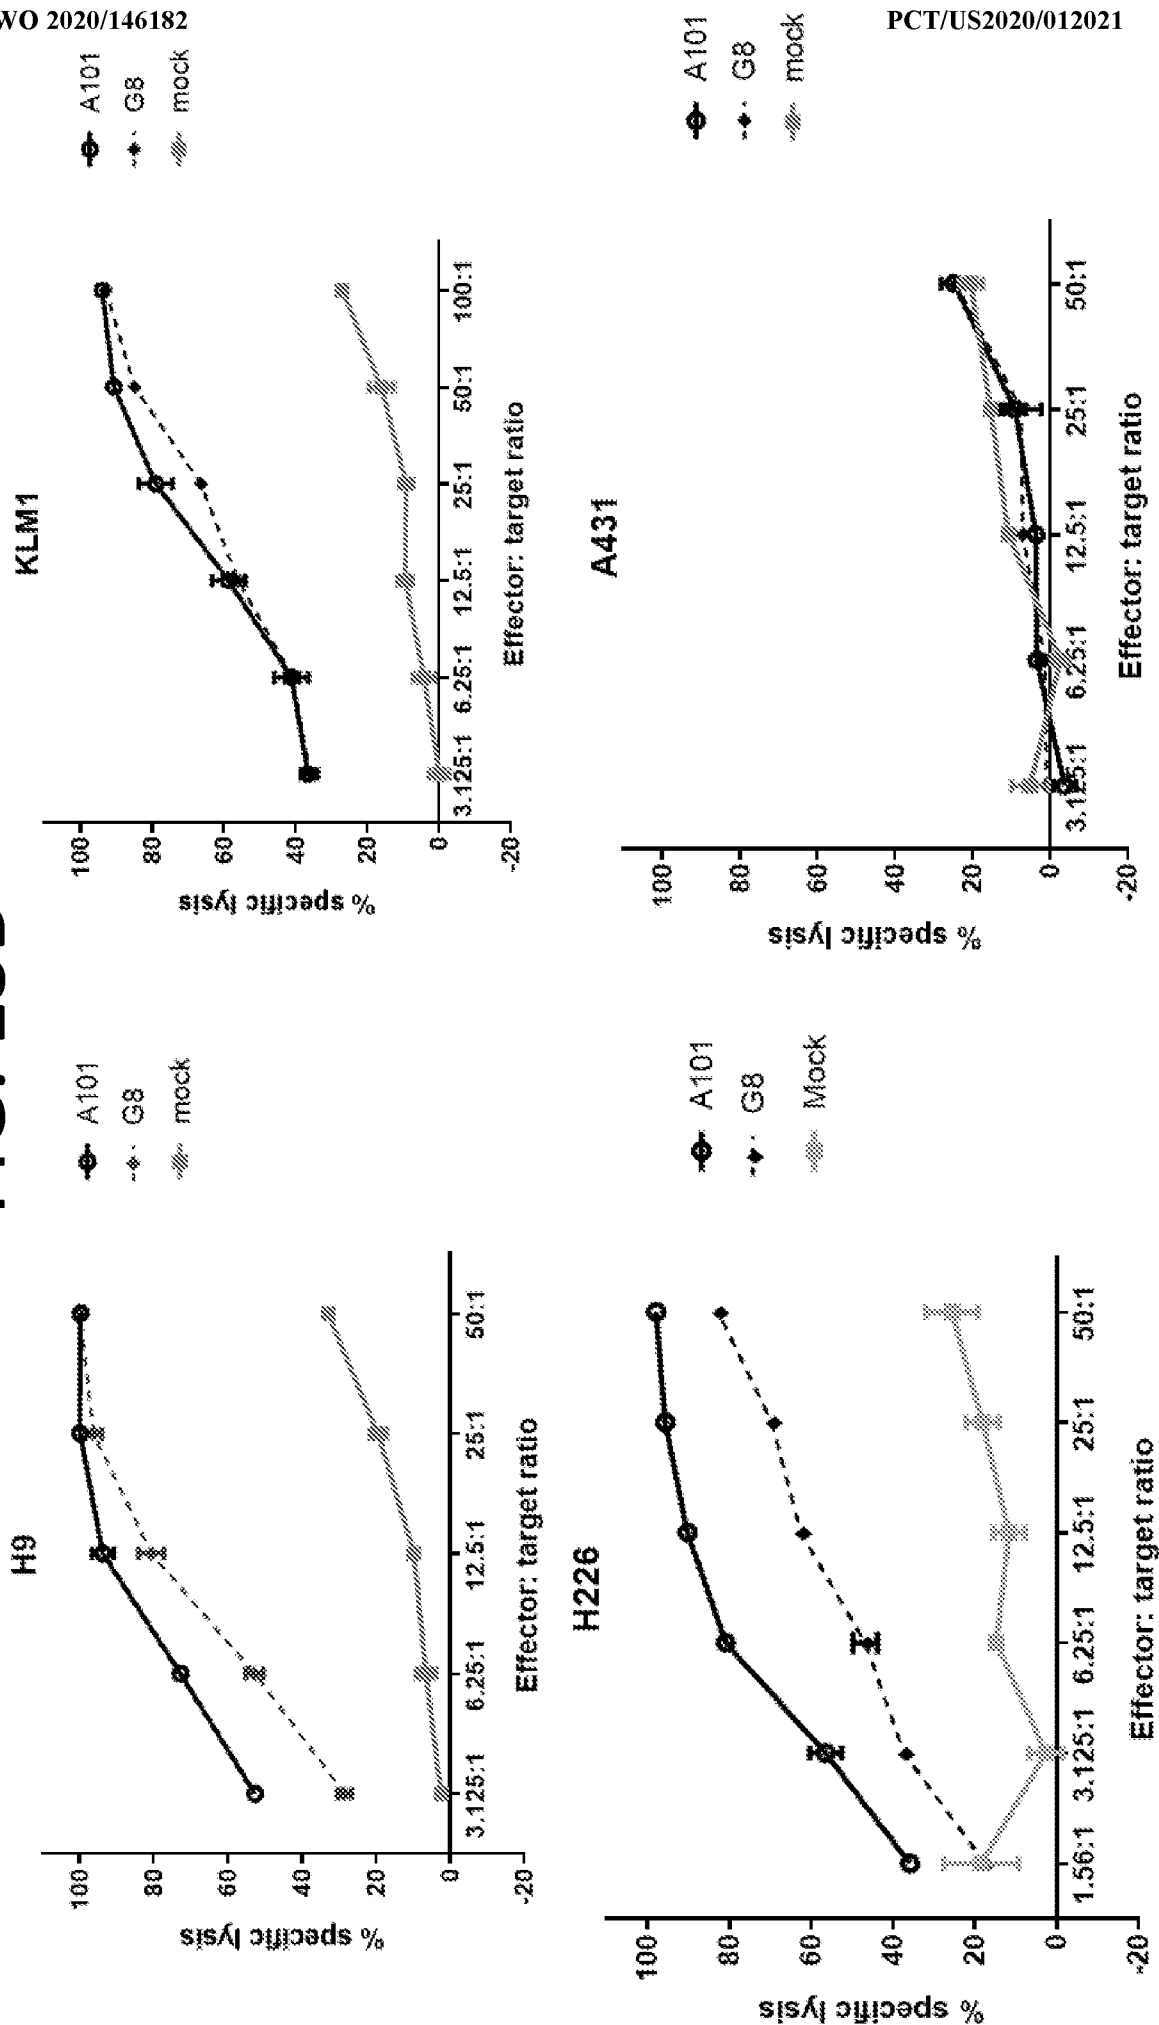 WO 2020/146182
PCT/US2020/012021
H9
% specific lysis
100
80
60
40
20
0
-20
3.125:1
6.25:1
12.5:1
25:1
50:1
Effector: target ratio
A101
G8
mock
KLM1
% specific lysis
100
80
60
40
20
0
-20
3.125:1
6.25:1
12.5:1
25:1
50:1
100:1
Effector: target ratio
A101
G8
mock
H226
% specific lysis
100
80
60
40
20
0
-20
1.56:1
3.125:1
6.25:1
12.5:1
25:1
50:1
Effector: target ratio
A101
G8
Mock
A431
% specific lysis
100
80
60
40
20
0
-20
3.125:1
6.25:1
12.5:1
25:1
50:1
Effector: target ratio
A101
G8
mock